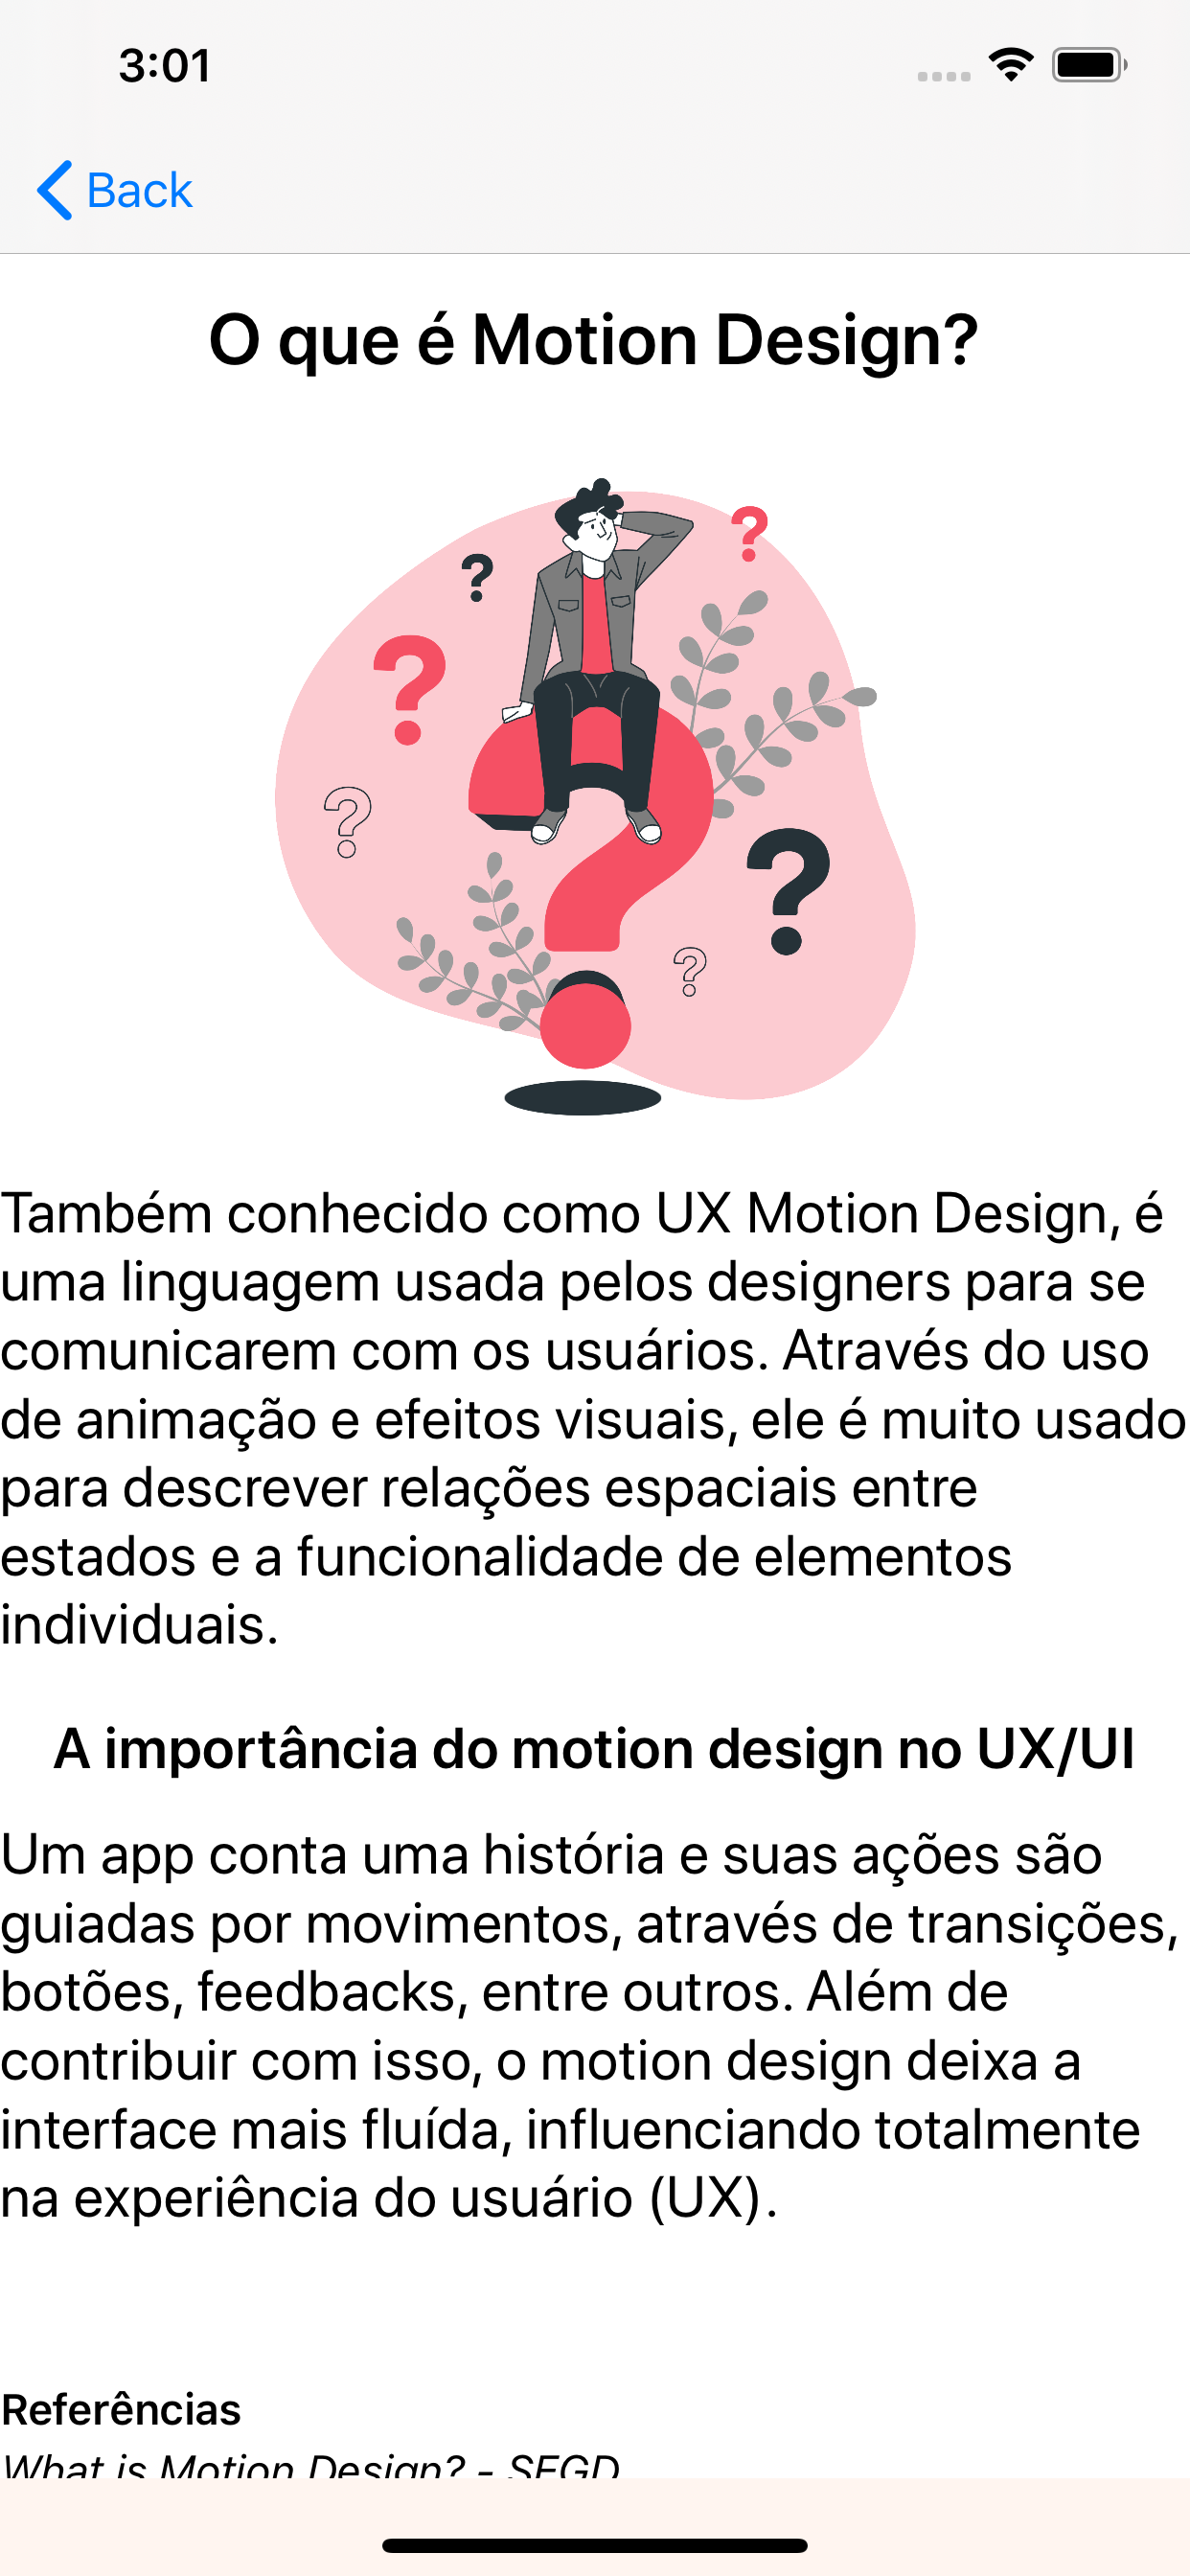 3:01
Back
O que é Motion Design?
Também conhecido como UX Motion Design, é
uma linguagem usada pelos designers para se
comunicarem com os usuários. Através do uso
de animação e efeitos visuais, ele é muito usado
para descrever relações espaciais entre
estados e a funcionalidade de elementos
individuais.
A importância do motion design no UX/UI
Um app conta uma história e suas ações são
guiadas por movimentos, através de transições,
botões, feedbacks, entre outros. Além de
contribuir com isso, o motion design deixa a
interface mais fluída, influenciando totalmente
na experiência do usuário (UX).
Referências
What is Motion Design? - SEGD